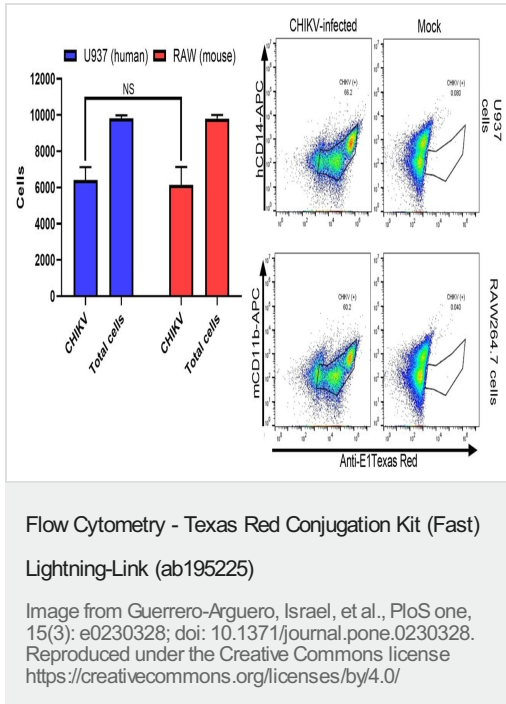 U937 (human) RAW (mouse)
NS
12000
10000
8000
6000
4000
2000
0
Cells
CHIKV
Total cells
CHIKV
Total cells
CHIKV-infected
Mock
hCD14-APC
CHIKV (+)
66.2
CHIKV (+)
0.080
U937
cells
mCD11b-APC
CHIKV (+)
60.2
CHIKV (+)
0.040
RAW264.7 cells
Anti-E1Texas Red
Flow Cytometry - Texas Red Conjugation Kit (Fast)
Lightning-Link (ab195225)
Image from Guerrero-Arguero, Israel, et al., PloS one,
15(3): e0230328; doi: 10.1371/journal.pone.0230328.
Reproduced under the Creative Commons license
https://creativecommons.org/licenses/by/4.0/